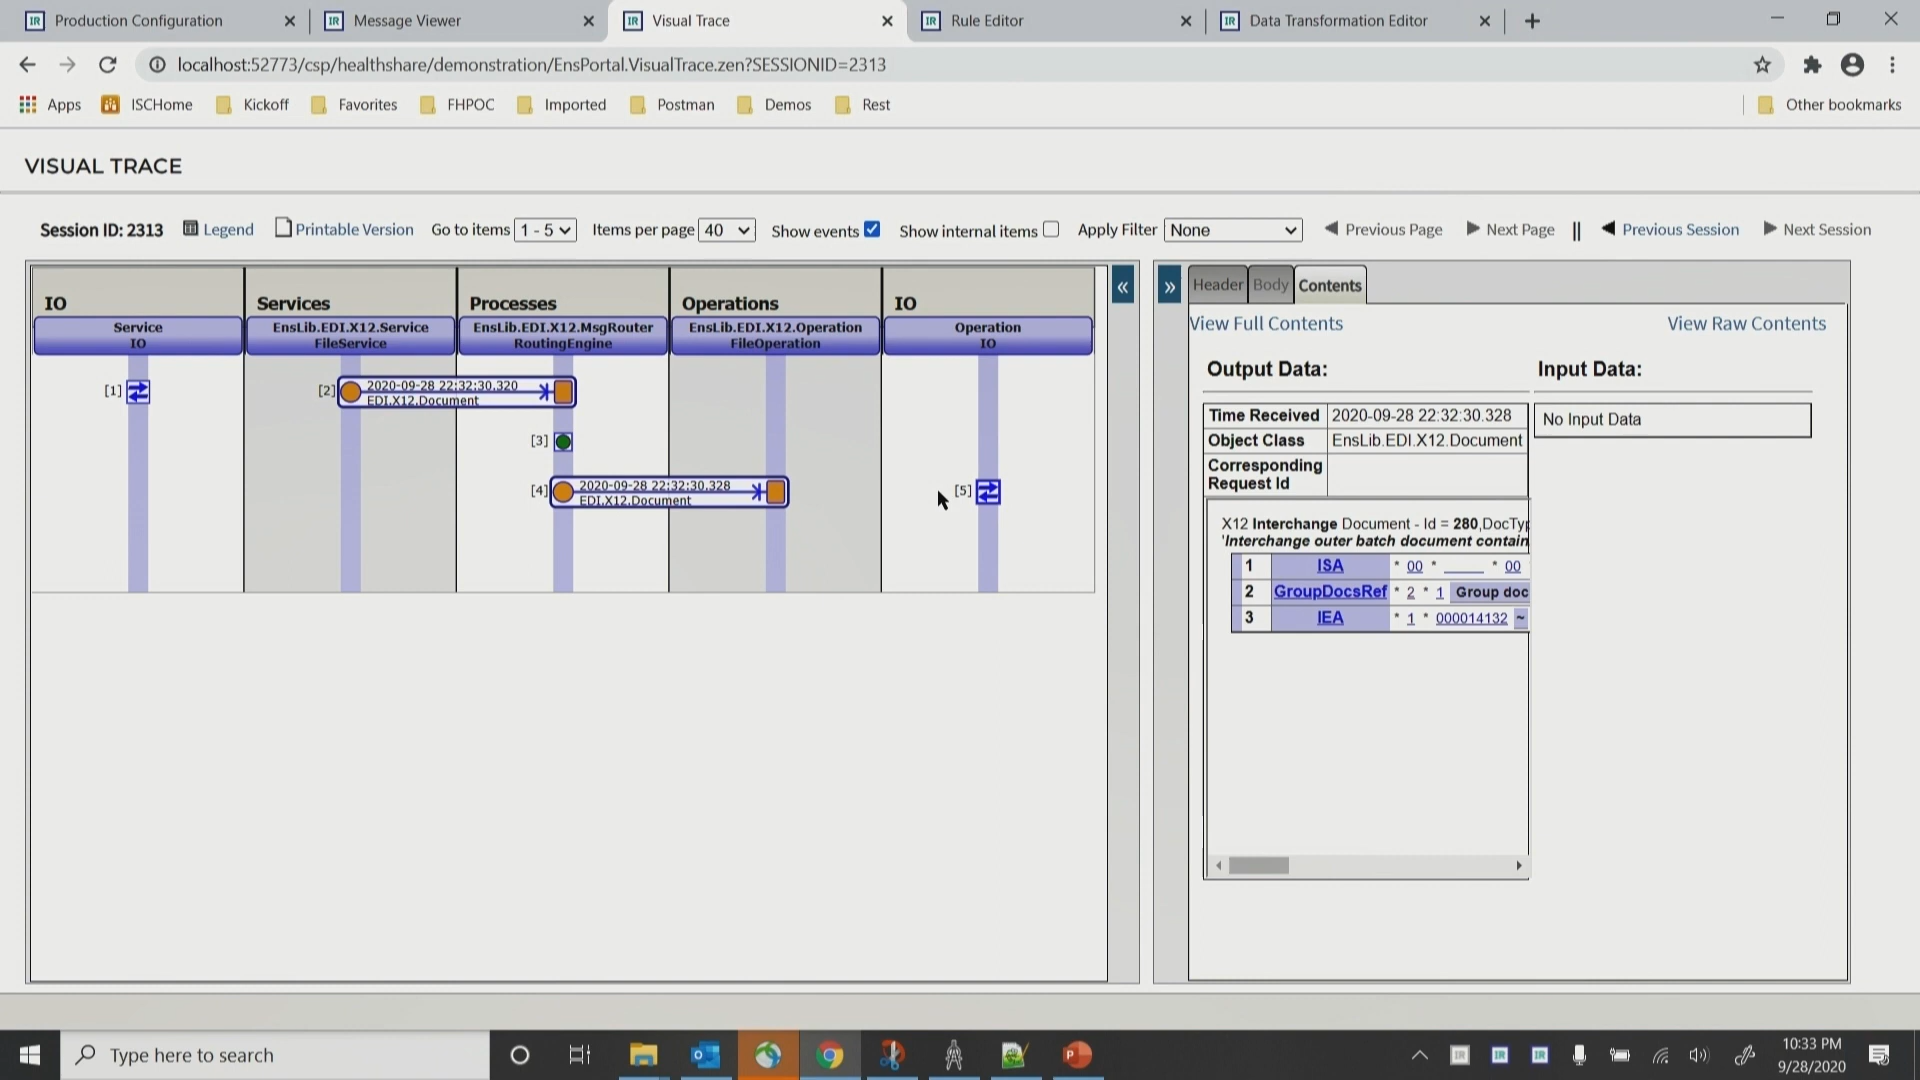 Production Configuration
Message Viewer
Visual Trace
Rule Editor
Data Transformation Editor
localhost:52773/csp/healthshare/demonstration/EnsPortal.VisualTrace.zen?SESSIONID=2313
Apps
ISCHome
Kickoff
Favorites
FHPOC
Imported
Postman
Demos
Rest
Other bookmarks
VISUAL TRACE
Session ID: 2313
Legend
Printable Version
Go to items 1 - 5
Items per page 40
Show events
Show internal items
Apply Filter None
Previous Page
Next Page
||
Previous Session
Next Session
IO
Services
Processes
Operations
IO
Service
IO
EnsLib.EDI.X12.Service
FileService
EnsLib.EDI.X12.MsgRouter
RoutingEngine
EnsLib.EDI.X12.Operation
FileOperation
Operation
IO
[1]
[2] 2020-09-28 22:32:30.320
EDI.X12.Document
[3]
[4] 2020-09-28 22:32:30.328
EDI.X12.Document
[5]
«
»
Header
Body
Contents
View Full Contents
View Raw Contents
Output Data:
Input Data:
Time Received 2020-09-28 22:32:30.328
No Input Data
Object Class EnsLib.EDI.X12.Document
Corresponding
Request Id
X12 Interchange Document - Id = 280,DocTyp
'Interchange outer batch document contain
1 ISA * 00 * ____ * 00
2 GroupDocsRef * 2 * 1 Group doc
3 IEA * 1 * 000014132 ~
Type here to search
10:33 PM
9/28/2020